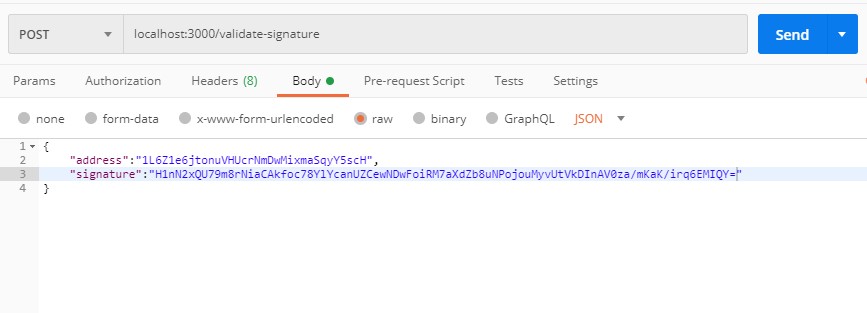 POST localhost:3000/validate-signature Send
Params Authorization Headers (8) Body Pre-request Script Tests Settings
none form-data x-www-form-urlencoded raw binary GraphQL JSON
1 {
2 "address":"1L6Z1e6jtonuVHUcrNmDwMixmaSqyY5scH",
3 "signature":"H1nN2xQU79m8rNiaCAkfoc78YlYcanUZCewNDwFoiRM7aXdZb8uNPojouMyvUtVkDInAV0za/mKaK/irq6EMIQY="
4 }